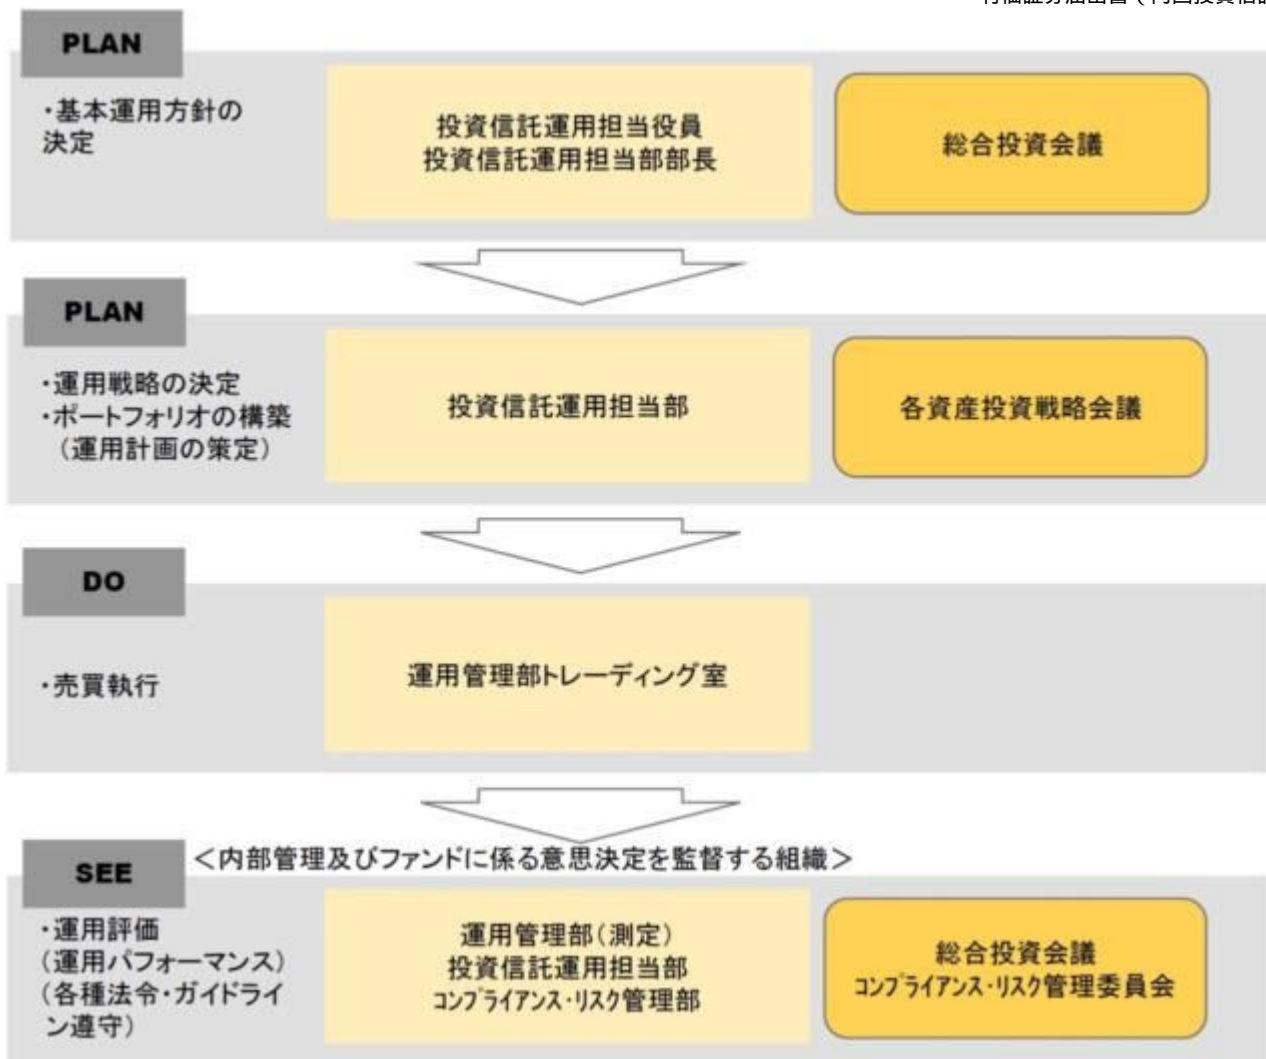 PLAN
・基本運用方針の
決定
投資信託運用担当役員
投資信託運用担当部部長
総合投資会議
PLAN
・運用戦略の決定
・ポートフォリオの構築
（運用計画の策定）
投資信託運用担当部
各資産投資戦略会議
DO
・売買執行
運用管理部トレーディング室
＜内部管理及びファンドに係る意思決定を監督する組織＞
SEE
・運用評価
（運用パフォーマンス）
（各種法令・ガイドライ
ン遵守）
運用管理部（測定）
投資信託運用担当部
コンプライアンス・リスク管理部
総合投資会議
コンプライアンス・リスク管理委員会